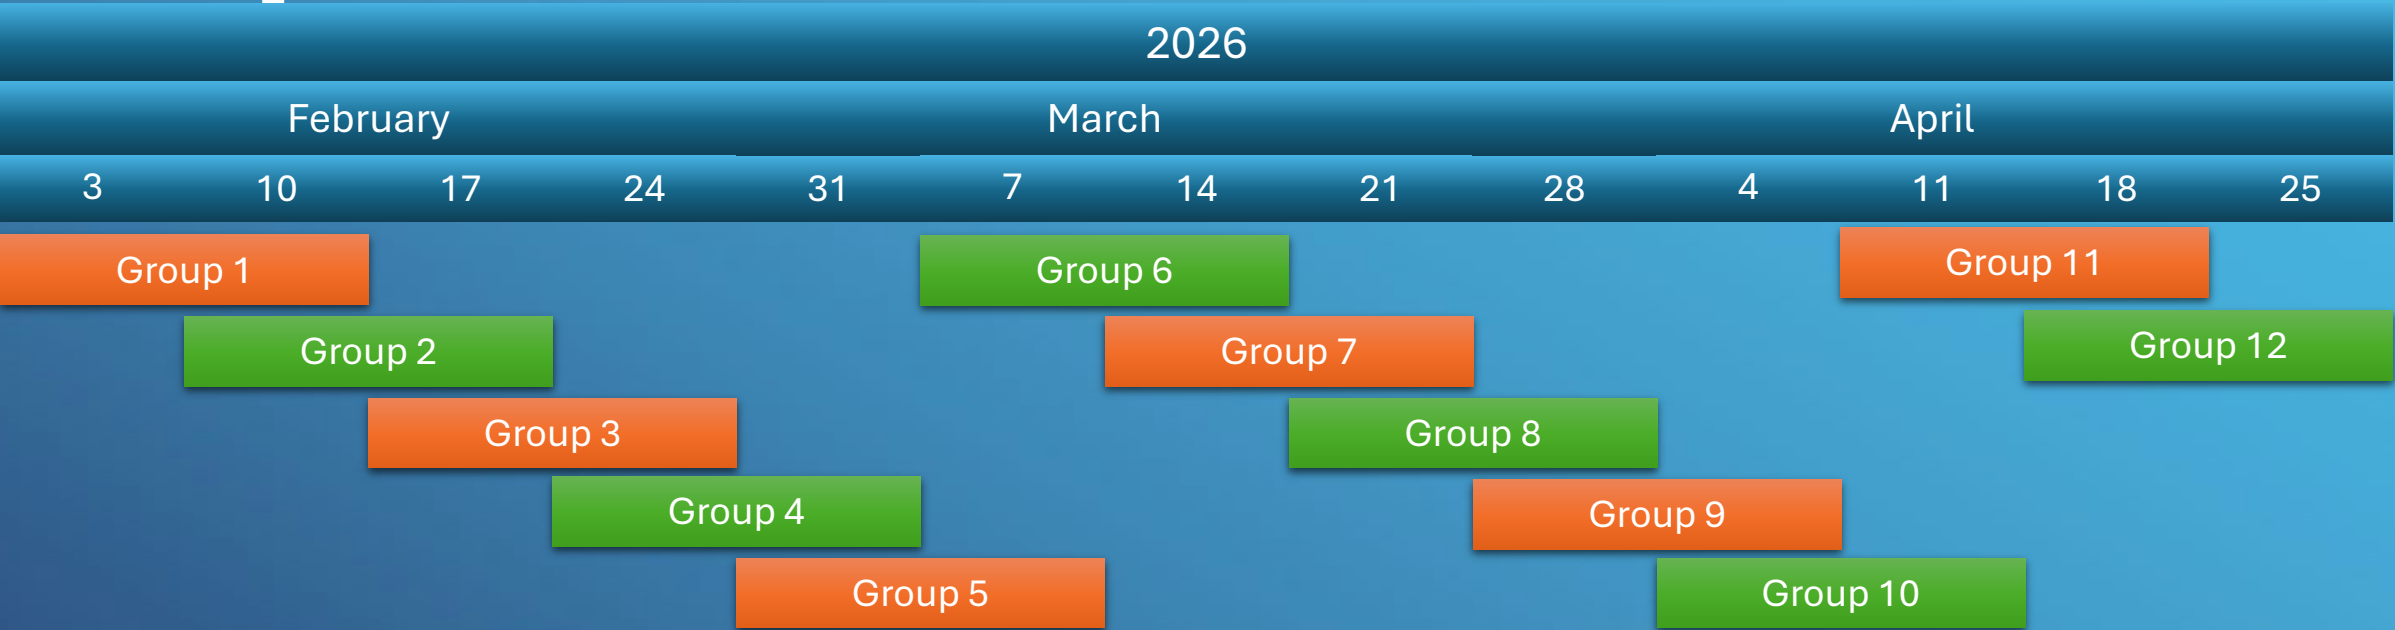 2026
February March April
3 10 17 24 31 7 14 21 28 4 11 18 25
Group 1 Group 6 Group 11
Group 2 Group 7 Group 12
Group 3 Group 8
Group 4 Group 9
Group 5 Group 10